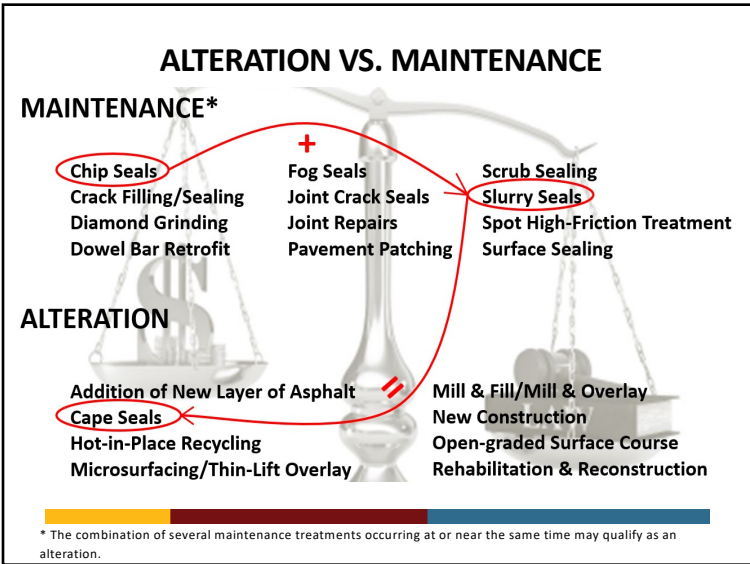 ALTERATION VS. MAINTENANCE
MAINTENANCE*
+
Chip Seals
Crack Filling/Sealing
Diamond Grinding
Dowel Bar Retrofit
Fog Seals
Joint Crack Seals
Joint Repairs
Pavement Patching
Scrub Sealing
Slurry Seals
Spot High-Friction Treatment
Surface Sealing
$
ALTERATION
=
Addition of New Layer of Asphalt
Cape Seals
Hot-in-Place Recycling
Microsurfacing/Thin-Lift Overlay
Mill & Fill/Mill & Overlay
New Construction
Open-graded Surface Course
Rehabilitation & Reconstruction
LAW
* The combination of several maintenance treatments occurring at or near the same time may qualify as an
alteration.